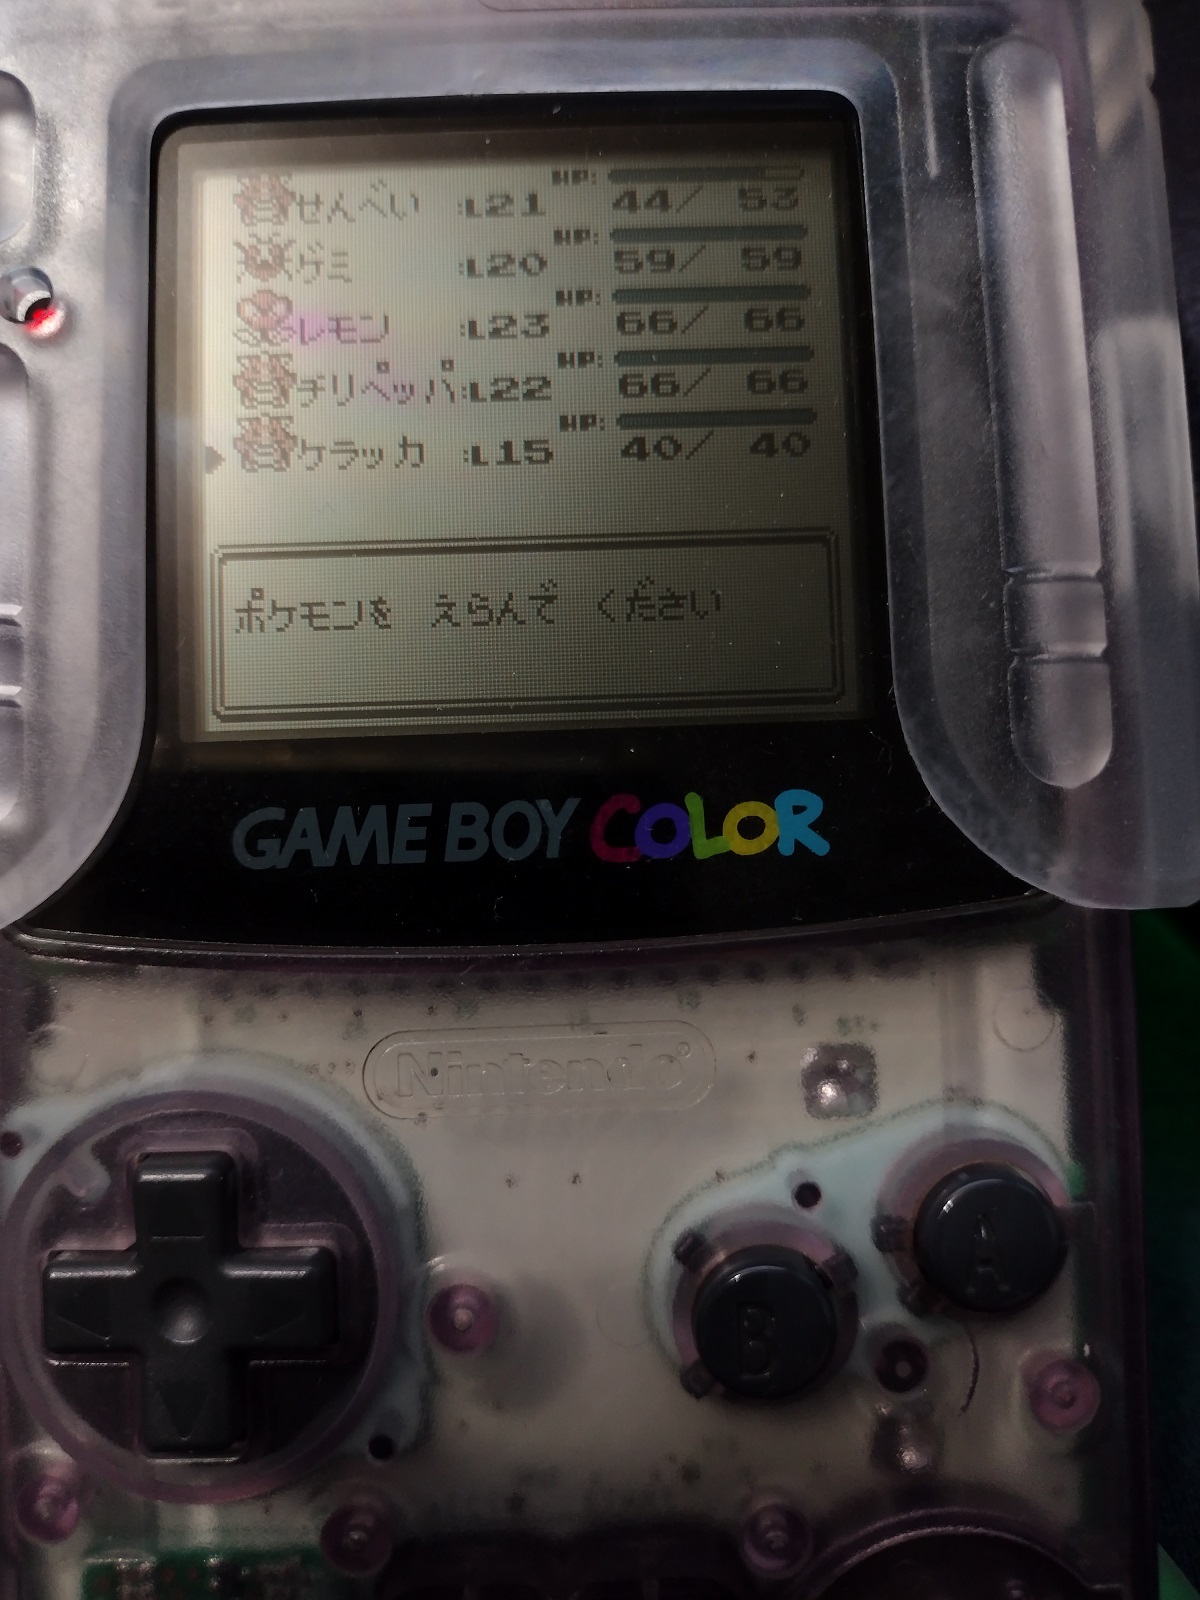 HP:
せんべい :L21 44/ 53
HP:
ゲミ :L20 59/ 59
HP:
レモン :L23 66/ 66
HP:
チリペッパ:L22 66/ 66
HP:
ケラッカ :L15 40/ 40
ポケモンを えらんで ください
GAME BOY COLOR
Nintendo®
A
B